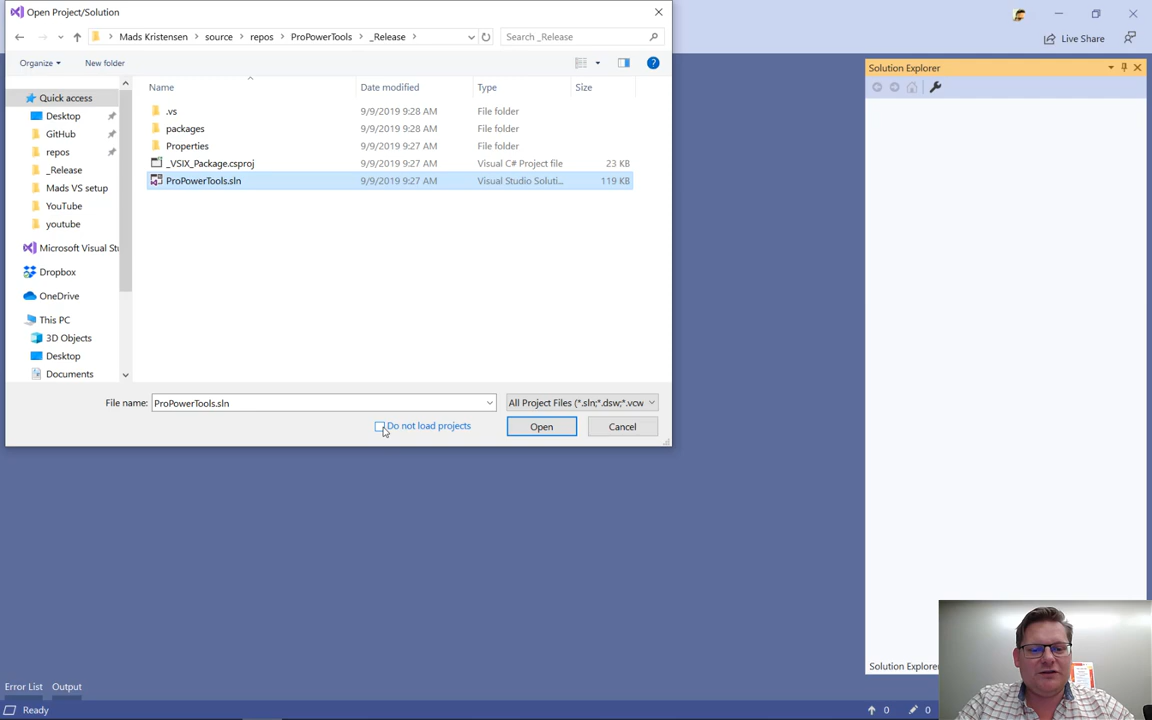 Open Project/Solution
Mads Kristensen > source > repos > ProPowerTools > _Release >
Search _Release
Live Share
Organize
New folder
Solution Explorer
Name
Date modified
Type
Size
Quick access
Desktop
GitHub
repos
_Release
Mads VS setup
YouTube
youtube
Microsoft Visual Stu
Dropbox
OneDrive
This PC
3D Objects
Desktop
Documents
.vs 9/9/2019 9:28 AM File folder
packages 9/9/2019 9:28 AM File folder
Properties 9/9/2019 9:27 AM File folder
_VSIX_Package.csproj 9/9/2019 9:27 AM Visual C# Project file 23 KB
ProPowerTools.sln 9/9/2019 9:27 AM Visual Studio Soluti... 119 KB
File name: ProPowerTools.sln
All Project Files (*.sln;*.dsw;*.vcw
Do not load projects
Open
Cancel
Solution Explorer
Error List
Output
Ready
0
0